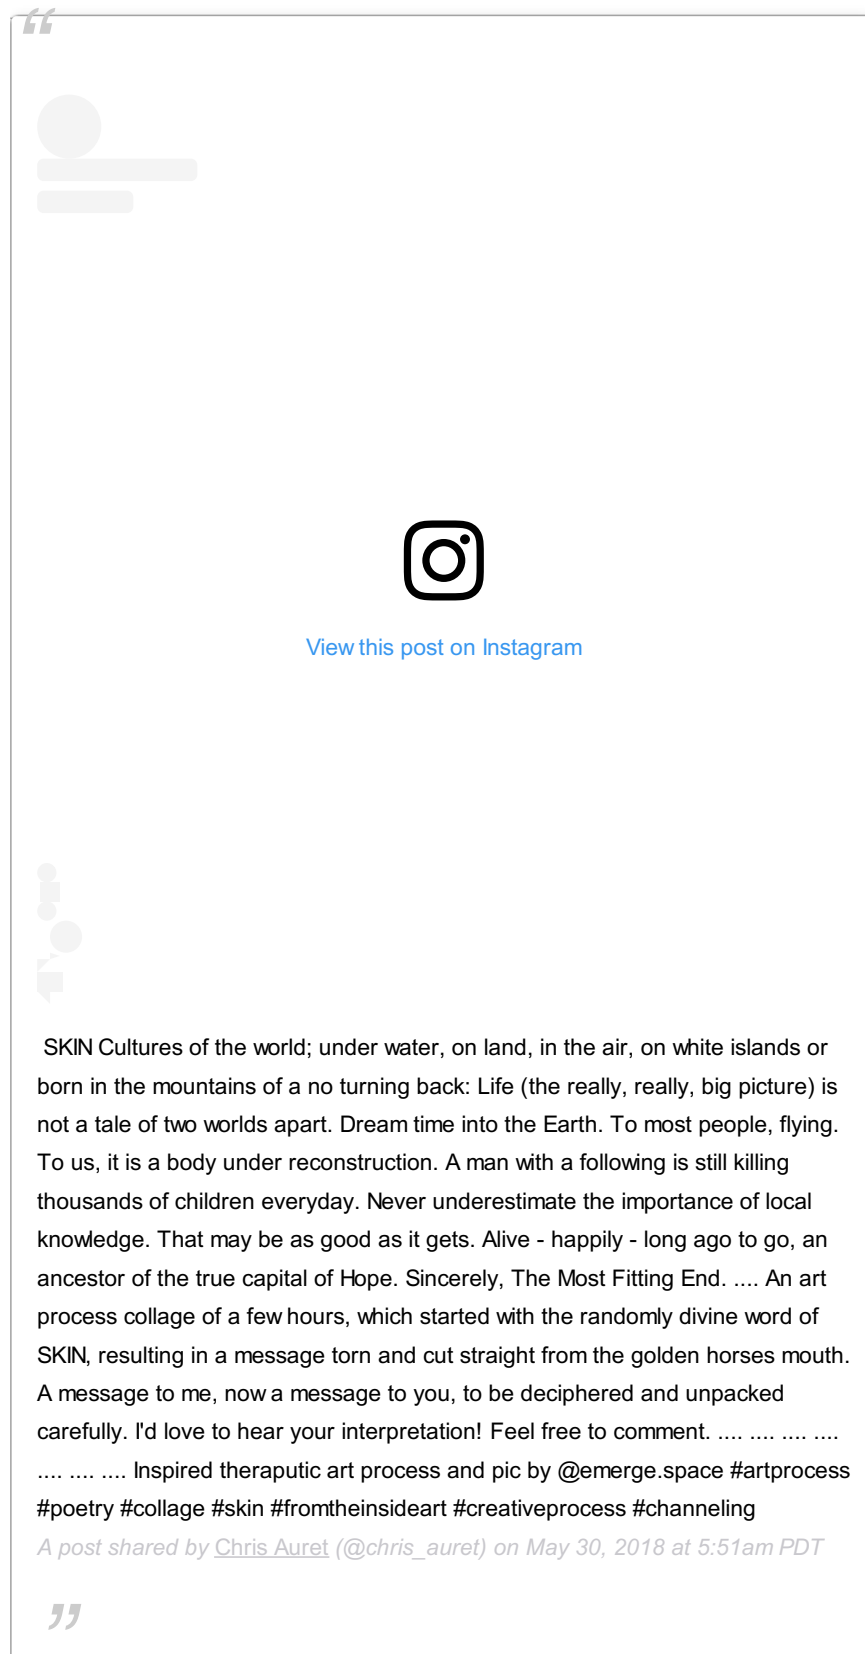 “
View this post on Instagram
SKIN Cultures of the world; under water, on land, in the air, on white islands or
born in the mountains of a no turning back: Life (the really, really, big picture) is
not a tale of two worlds apart. Dream time into the Earth. To most people, flying.
To us, it is a body under reconstruction. A man with a following is still killing
thousands of children everyday. Never underestimate the importance of local
knowledge. That may be as good as it gets. Alive - happily - long ago to go, an
ancestor of the true capital of Hope. Sincerely, The Most Fitting End. .... An art
process collage of a few hours, which started with the randomly divine word of
SKIN, resulting in a message torn and cut straight from the golden horses mouth.
A message to me, now a message to you, to be deciphered and unpacked
carefully. I'd love to hear your interpretation! Feel free to comment. .... .... .... ....
.... .... .... Inspired theraputic art process and pic by @emerge.space #artprocess
#poetry #collage #skin #fromtheinsideart #creativeprocess #channeling
A post shared by Chris Auret (@chris_auret) on May 30, 2018 at 5:51am PDT
”